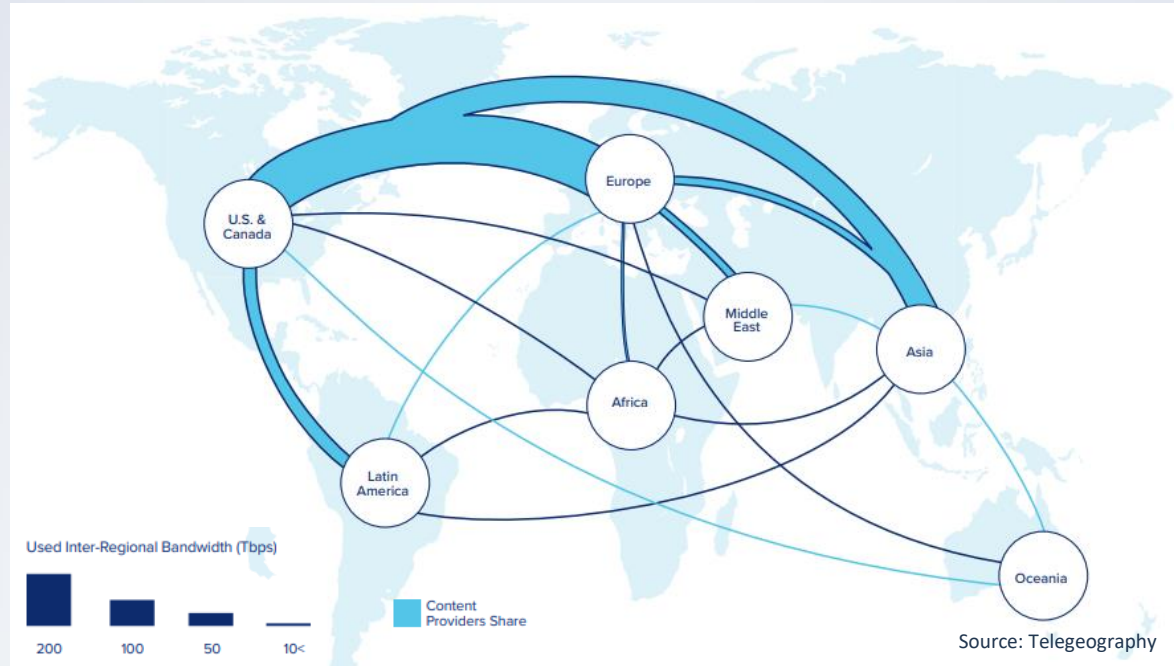 Europe
U.S. &
Canada
Middle
East
Asia
Africa
Latin
America
Oceania
Used Inter-Regional Bandwidth (Tbps)
200
100
50
10<
Content
Providers Share
Source: Telegeography